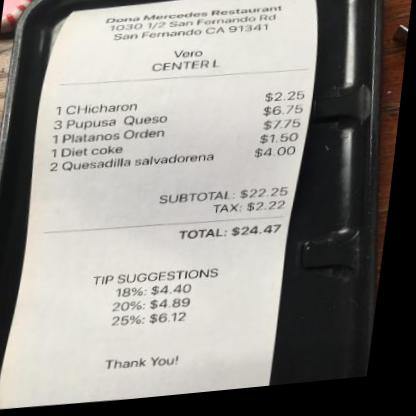 Dona Mercedes Restaurant
1030 1/2 San Fernando Rd
San Fernando CA 91341
Vero
CENTER L
1 CHicharon $2.25
3 Pupusa Queso $6.75
1 Platanos Orden $7.75
1 Diet coke $1.50
2 Quesadilla salvadorena $4.00
SUBTOTAL: $22.25
TAX: $2.22
TOTAL: $24.47
TIP SUGGESTIONS
18%: $4.40
20%: $4.89
25%: $6.12
Thank You!